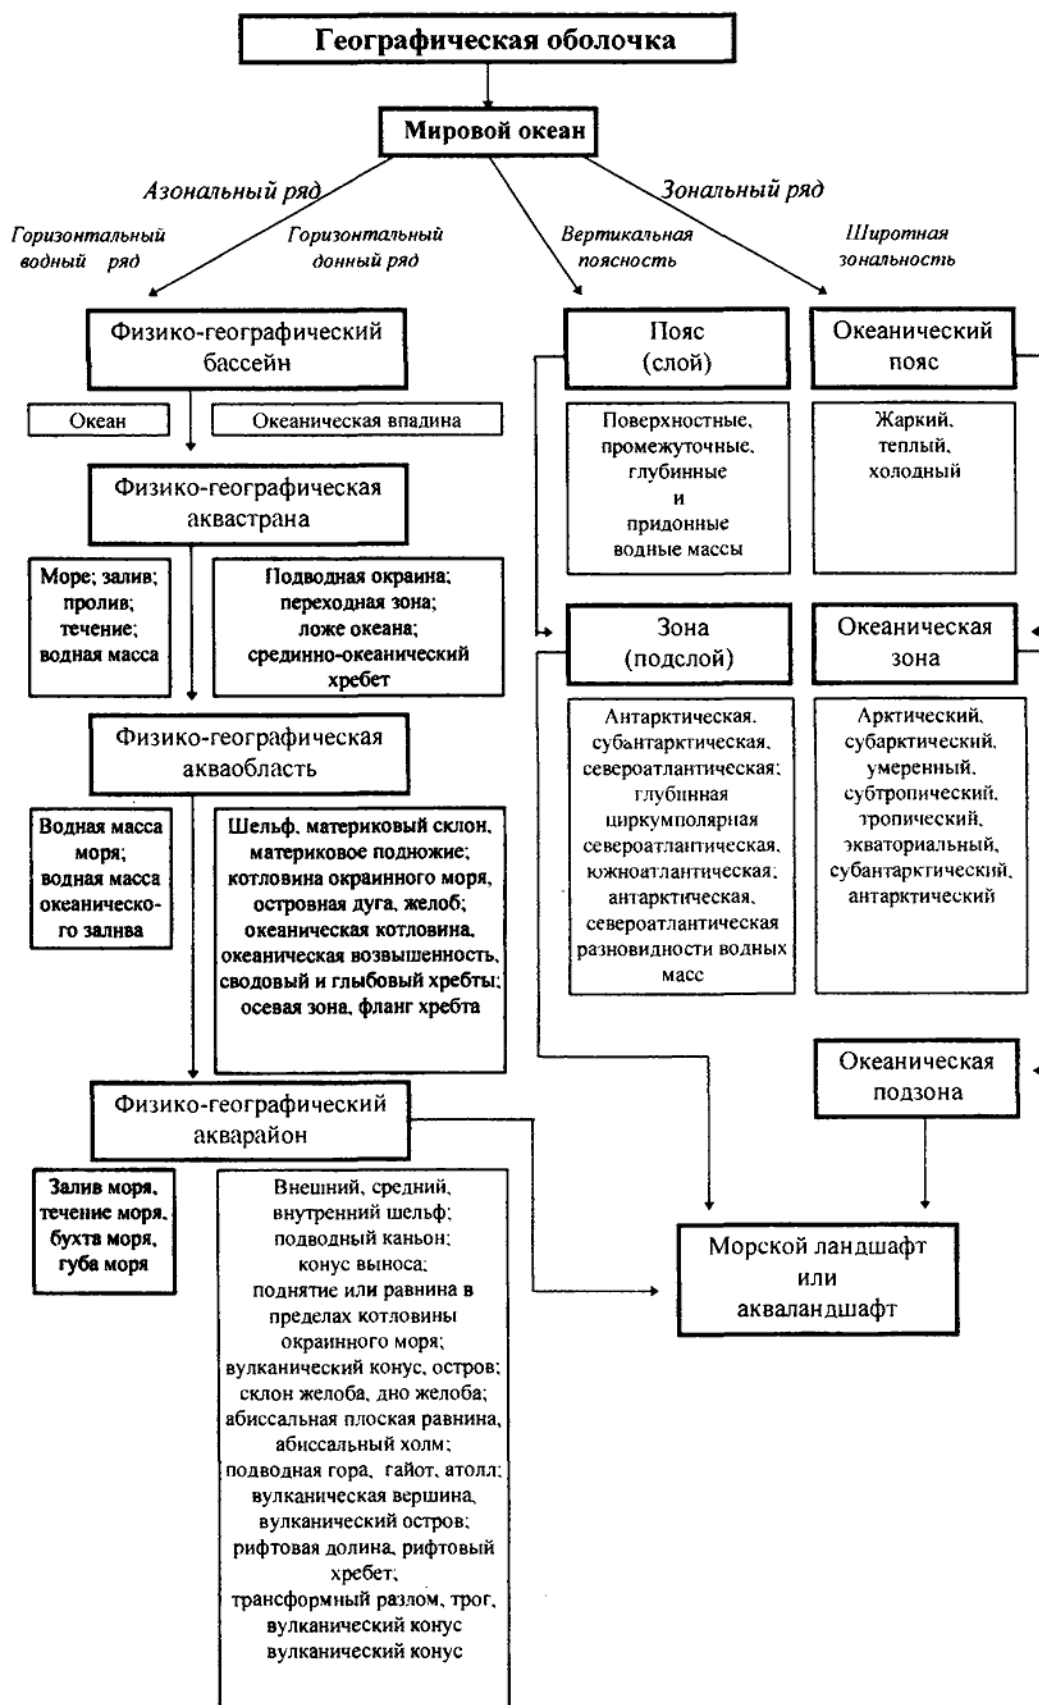 Географическая оболочка
Мировой океан
Азональный ряд
Зональный ряд
Горизонтальный
водный ряд
Горизонтальный
донный ряд
Вертикальная
поясность
Широтная
зональность
Физико-географический
бассейн
Океан
Океаническая впадина
Физико-географическая
аквастрана
Море; залив;
пролив;
течение;
водная масса
Подводная окраина;
переходная зона;
ложе океана;
срединно-океанический
хребет
Физико-географическая
акваобласть
Водная масса
моря;
водная масса
океаническо-
го залива
Шельф, материковый склон,
материковое подножие;
котловина окраинного моря,
островная дуга, желоб;
океаническая котловина,
океаническая возвышенность,
сводовый и глыбовый хребты;
осевая зона, фланг хребта
Физико-географический
акварайон
Залив моря,
течение моря,
бухта моря,
губа моря
Внешний, средний,
внутренний шельф;
подводный каньон;
конус выноса;
поднятие или равнина в
пределах котловины
окраинного моря;
вулканический конус, остров;
склон желоба, дно желоба;
абиссальная плоская равнина,
абиссальный холм;
подводная гора, гайот, атолл;
вулканическая вершина,
вулканический остров;
рифтовая долина, рифтовый
хребет;
трансформный разлом, трог,
вулканический конус
вулканический конус
Пояс
(слой)
Поверхностные,
промежуточные,
глубинные
и
придонные
водные массы
Зона
(подслой)
Антарктическая,
субантарктическая,
североатлантическая;
глубинная
циркумполярная
североатлантическая,
южноатлантическая;
антарктическая,
североатлантическая
разновидности водных
масс
Океанический
пояс
Жаркий,
теплый,
холодный
Океаническая
зона
Арктический,
субарктический,
умеренный,
субтропический,
тропический,
экваториальный,
субантарктический,
антарктический
Океаническая
подзона
Морской ландшафт
или
акваландшафт